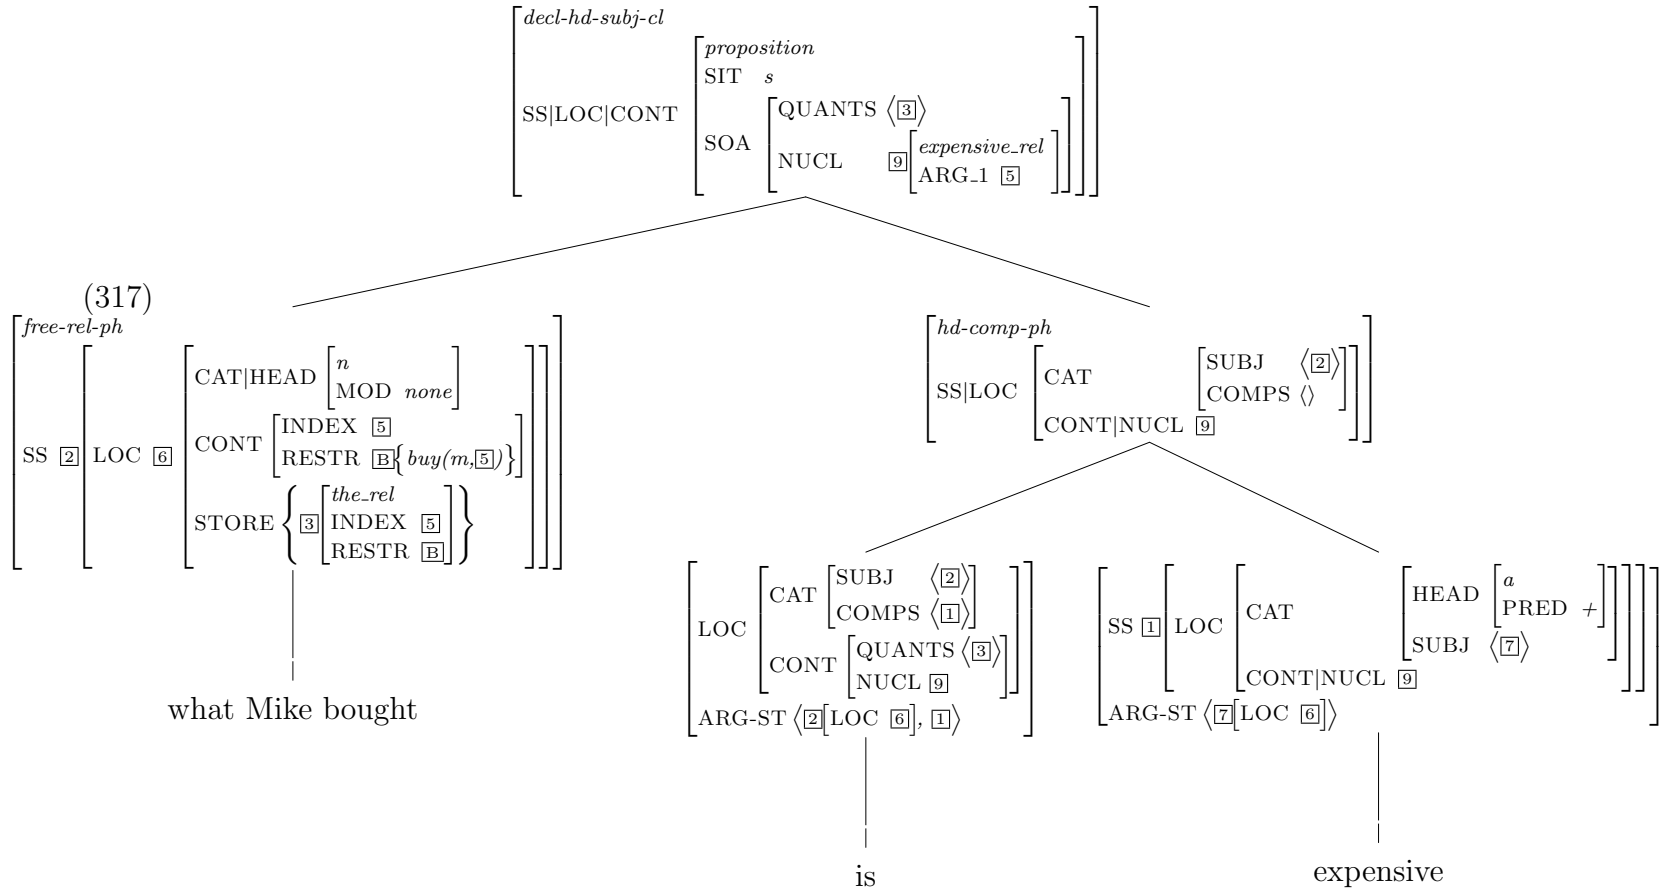 decl-hd-subj-cl
SS|LOC|CONT
proposition
SIT s
SOA
QUANTS ⟨[3]⟩
NUCL [9]
expensive_rel
ARG_1 [5]
(317)
free-rel-ph
SS [2]
LOC [6]
CAT|HEAD
n
MOD none
CONT
INDEX [5]
RESTR [B]{buy(m,[5])}
STORE {[3]
the_rel
INDEX [5]
RESTR [B]
}
what Mike bought
hd-comp-ph
SS|LOC
CAT
SUBJ ⟨[2]⟩
COMPS ⟨⟩
CONT|NUCL [9]
LOC
CAT
SUBJ ⟨[2]⟩
COMPS ⟨[1]⟩
CONT
QUANTS ⟨[3]⟩
NUCL [9]
ARG-ST ⟨[2][LOC [6]], [1]⟩
is
SS [1]
LOC
CAT
HEAD
a
PRED +
SUBJ ⟨[7]⟩
CONT|NUCL [9]
ARG-ST ⟨[7][LOC [6]]⟩
expensive